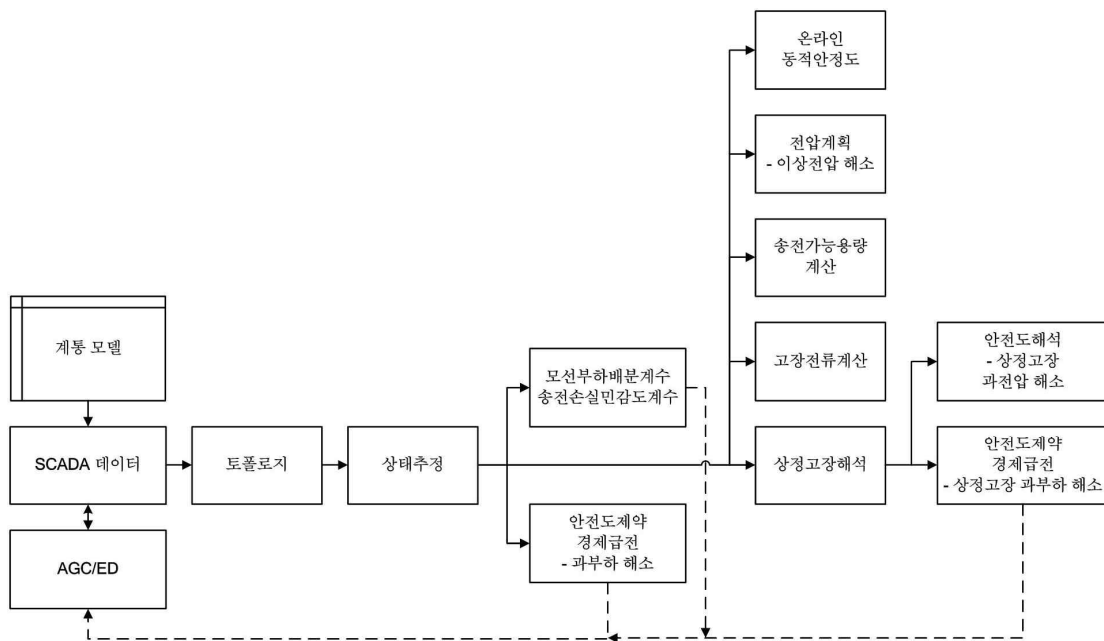 온라인
동적안정도
전압계획
- 이상전압 해소
송전가능용량
계산
계통 모델
모선부하배분계수
송전손실민감도계수
고장전류계산
안전도해석
- 상정고장
과전압 해소
SCADA 데이터
토폴로지
상태추정
상정고장해석
안전도제약
경제급전
- 상정고장 과부하 해소
AGC/ED
안전도제약
경제급전
- 과부하 해소